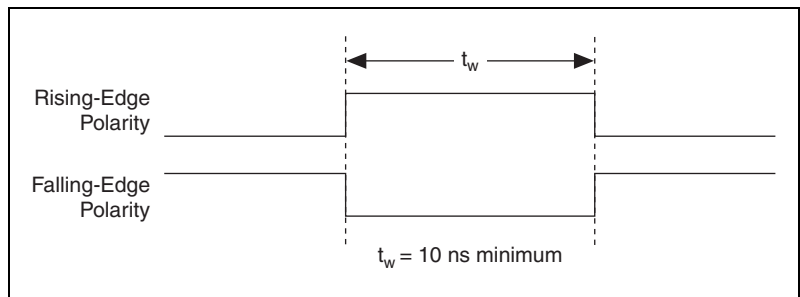 t_w
Rising-Edge
Polarity
Falling-Edge
Polarity
t_w = 10 ns minimum